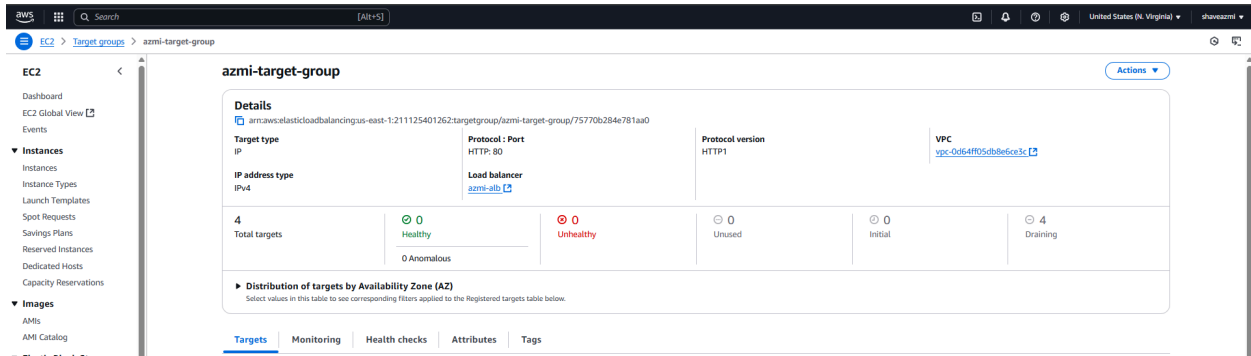 aws
Search
[Alt+S]
United States (N. Virginia)
shaveazmi
EC2 > Target groups > azmi-target-group
EC2
Dashboard
EC2 Global View
Events
Instances
Instances
Instance Types
Launch Templates
Spot Requests
Savings Plans
Reserved Instances
Dedicated Hosts
Capacity Reservations
Images
AMIs
AMI Catalog
azmi-target-group
Actions
Details
arn:aws:elasticloadbalancing:us-east-1:211125401262:targetgroup/azmi-target-group/75770b284e781aa0
Target type
IP
Protocol : Port
HTTP: 80
Protocol version
HTTP1
VPC
vpc-0d64ff05db8e6ce3c
IP address type
IPv4
Load balancer
azmi-alb
4
Total targets
0
Healthy
0 Anomalous
0
Unhealthy
0
Unused
0
Initial
4
Draining
Distribution of targets by Availability Zone (AZ)
Select values in this table to see corresponding filters applied to the Registered targets table below.
Targets
Monitoring
Health checks
Attributes
Tags